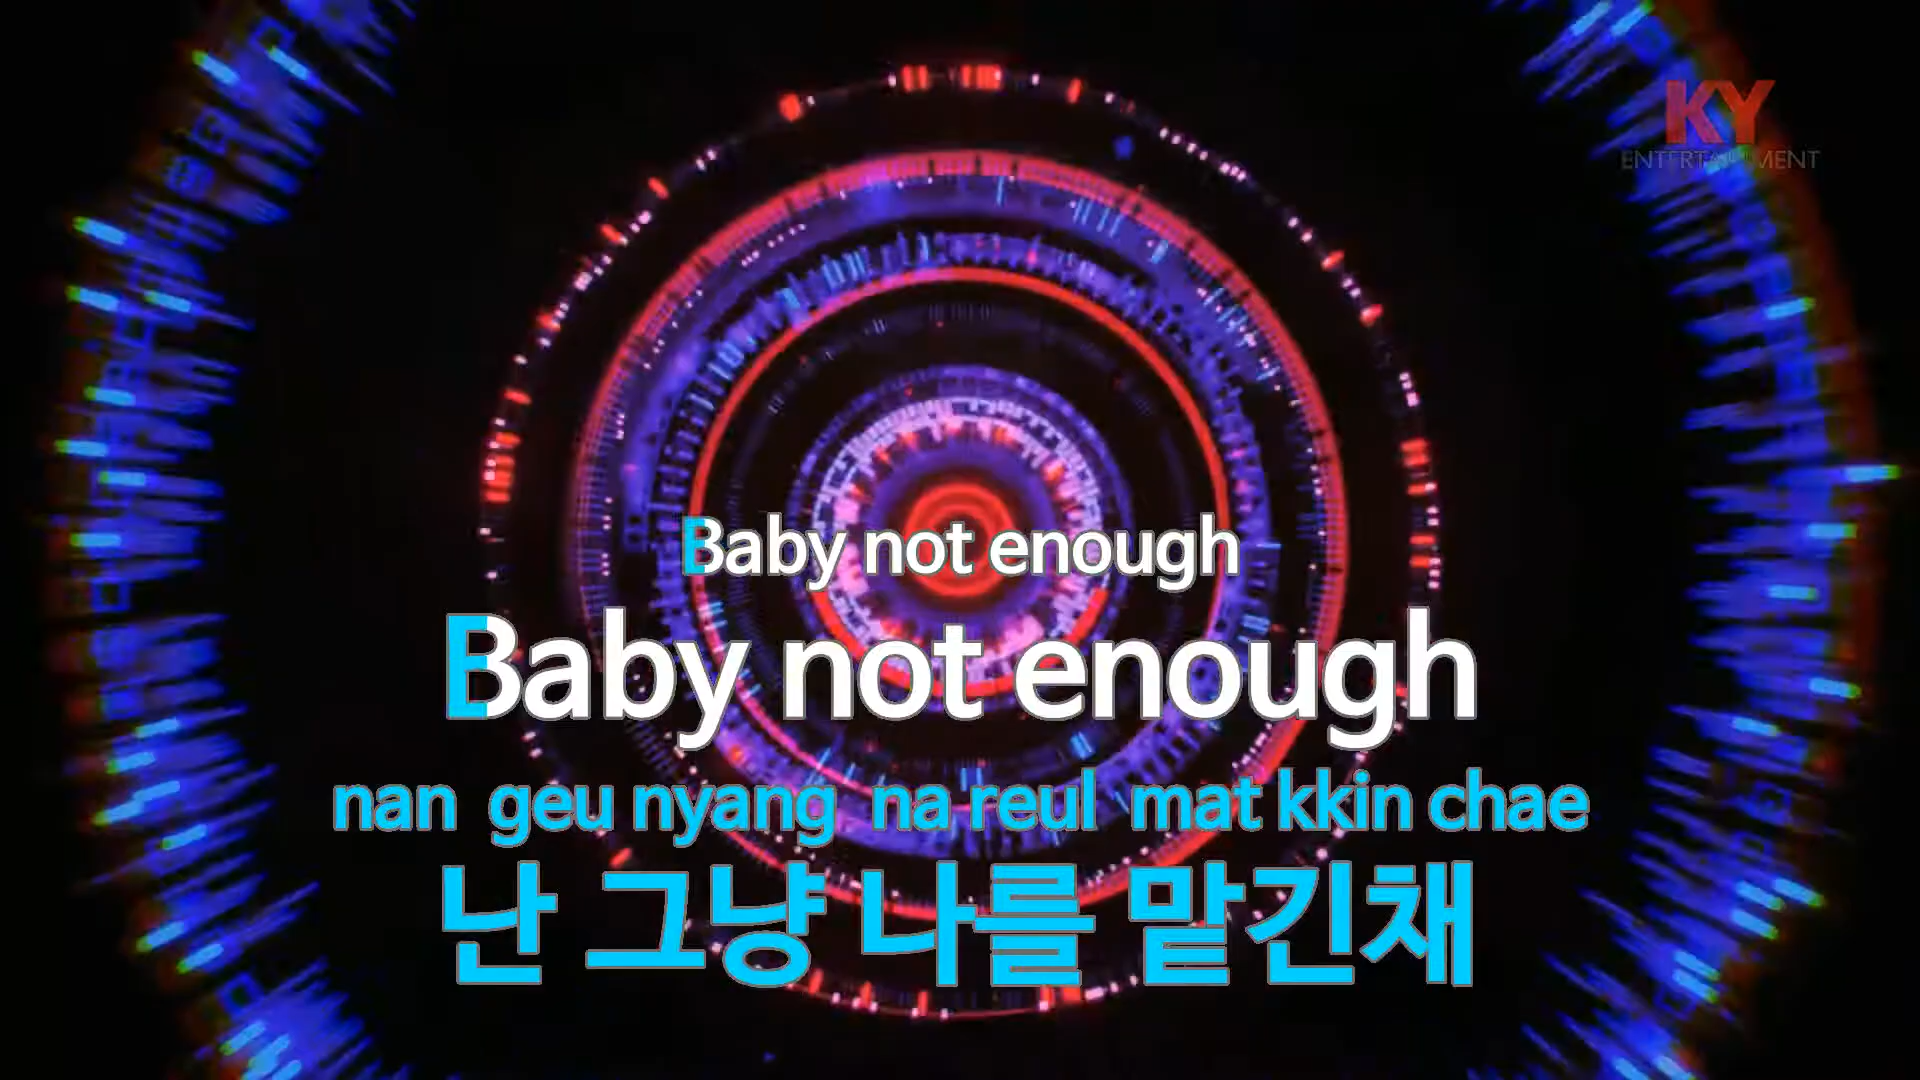 KY
ENTERTAINMENT
Baby not enough
Baby not enough
nan geu nyang na reul mat kkin chae
난 그냥 나를 맡긴채